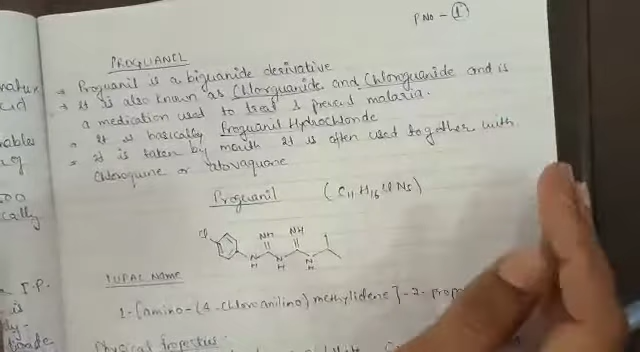 PNO - 1
PROGUANIL
→ Proguanil is a biguanide derivative
→ It is also known as Chlorguanide and Chloroguanide and is
a medication used to treat & prevent malaria.
→ It is basically Proguanil Hydrochloride
→ It is taken by mouth it is often used together with
Chloroquine or atovaquone
Proguanil (C11 H16 Cl N5)
Cl
NH NH
N H N H N H
IUPAC NAME
1-[amino-(4-chloroanilino) methylidene]-2-prop
Physical Properties:
cally
I.P.
is